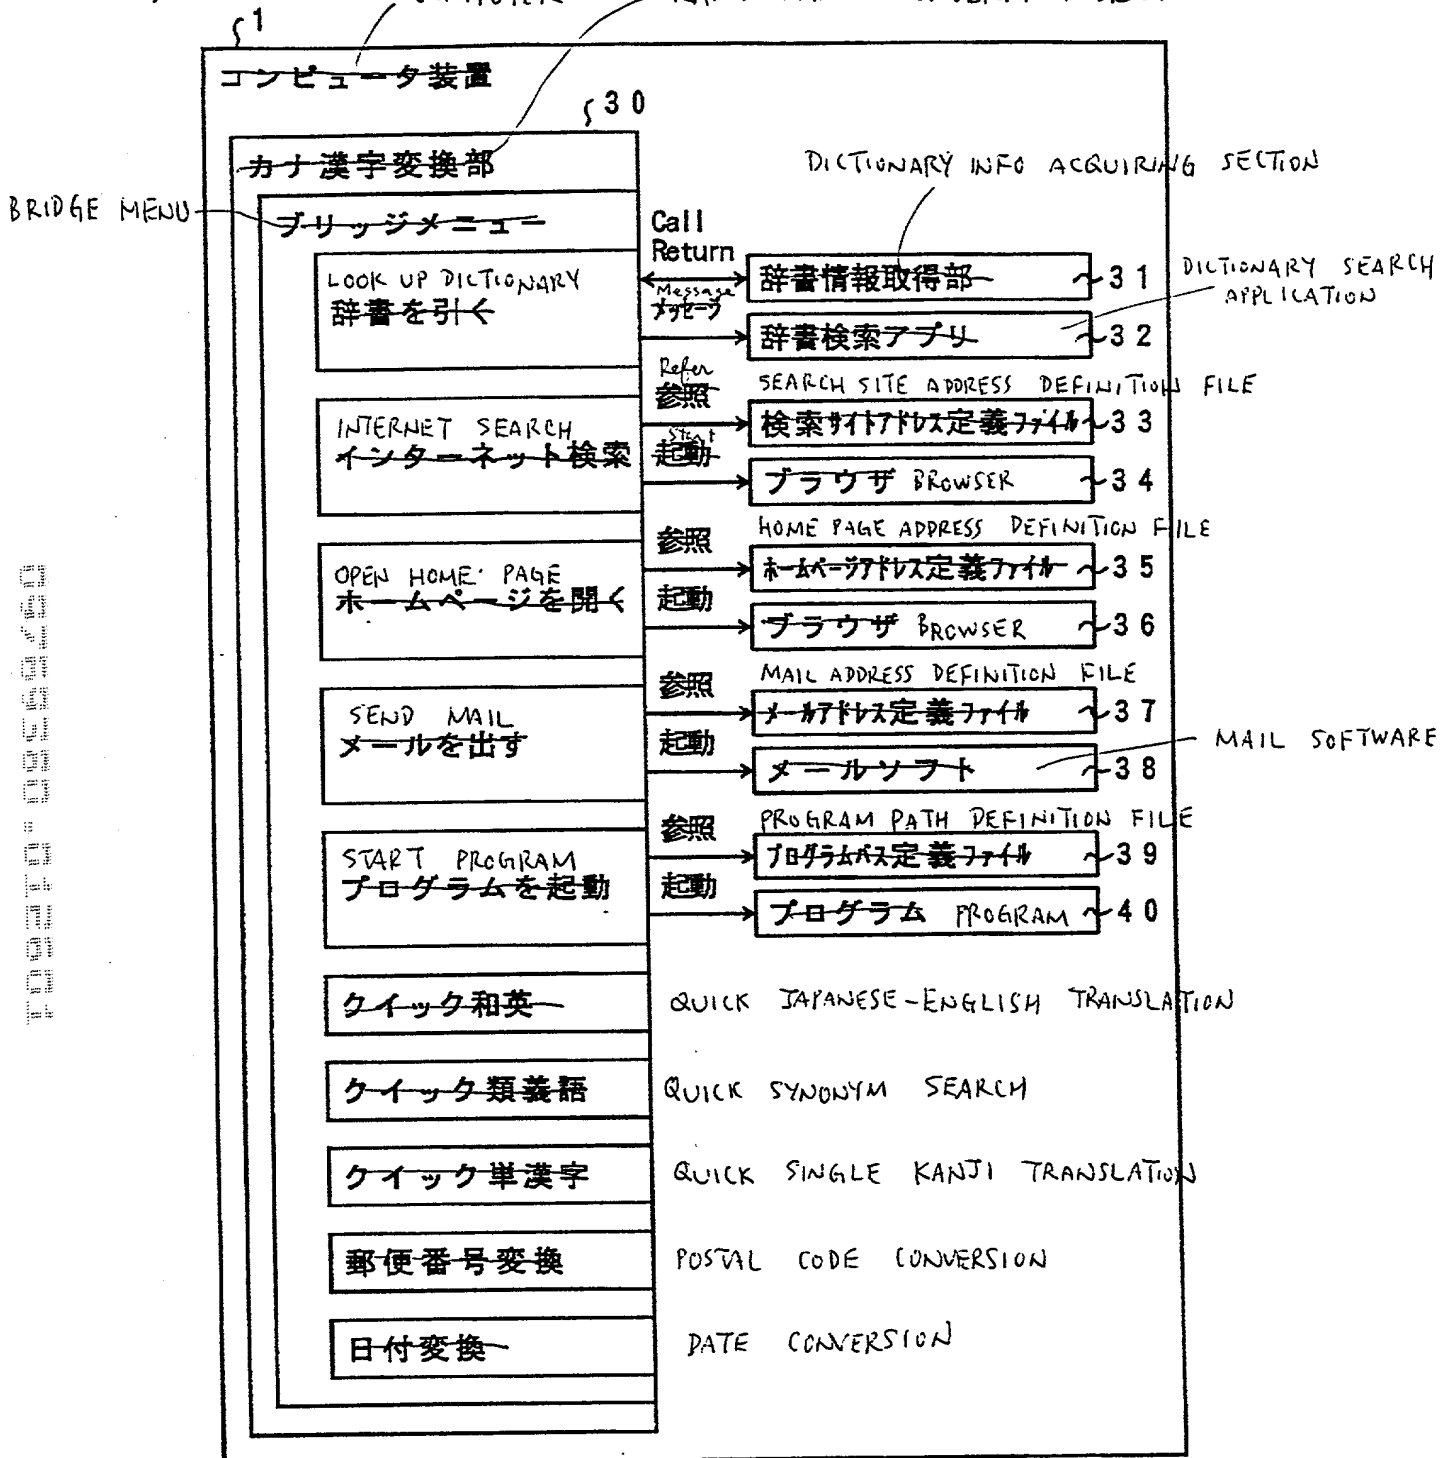 COMPUTER
1
コンピュータ装置
30
カナ漢字変換部
DICTIONARY INFO ACQUIRING SECTION
BRIDGE MENU
ブリッジメニュー
Call
Return
LOOK UP DICTIONARY
辞書を引く
辞書情報取得部 ~31
DICTIONARY SEARCH
APPLICATION
Message
メッセージ
辞書検索アプリ ~32
Refer
参照
SEARCH SITE ADDRESS DEFINITION FILE
検索サイトアドレス定義ファイル ~33
INTERNET SEARCH
インターネット検索
Start
起動
ブラウザ BROWSER ~34
参照
HOME PAGE ADDRESS DEFINITION FILE
ホームページアドレス定義ファイル ~35
OPEN HOME PAGE
ホームページを開く
起動
ブラウザ BROWSER ~36
参照
MAIL ADDRESS DEFINITION FILE
メールアドレス定義ファイル ~37
SEND MAIL
メールを出す
起動
メールソフト ~38
MAIL SOFTWARE
参照
PROGRAM PATH DEFINITION FILE
プログラムパス定義ファイル ~39
START PROGRAM
プログラムを起動
起動
プログラム PROGRAM ~40
クイック和英
QUICK JAPANESE-ENGLISH TRANSLATION
クイック類義語
QUICK SYNONYM SEARCH
クイック単漢字
QUICK SINGLE KANJI TRANSLATION
郵便番号変換
POSTAL CODE CONVERSION
日付変換
DATE CONVERSION